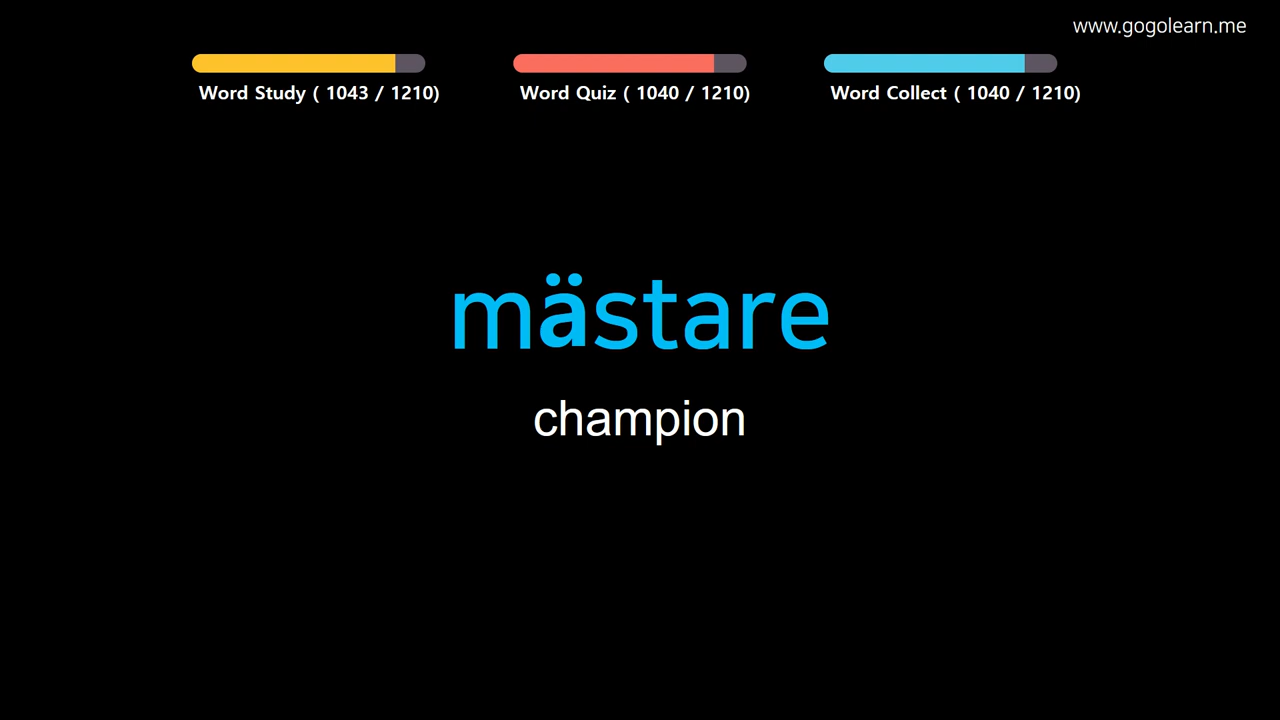 www.gogolearn.me
Word Study ( 1043 / 1210)
Word Quiz ( 1040 / 1210)
Word Collect ( 1040 / 1210)
mästare
champion